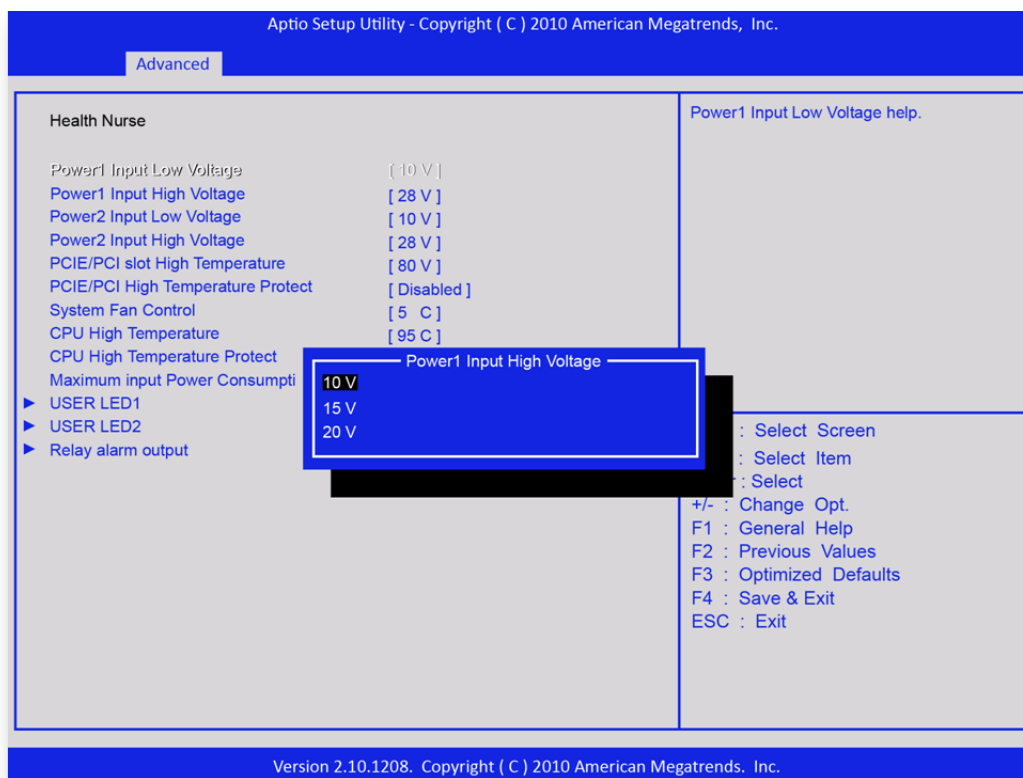 Aptio Setup Utility - Copyright ( C ) 2010 American Megatrends, Inc.
Advanced
Health Nurse
Power1 Input Low Voltage [ 10 V ]
Power1 Input High Voltage [ 28 V ]
Power2 Input Low Voltage [ 10 V ]
Power2 Input High Voltage [ 28 V ]
PCIE/PCI slot High Temperature [ 80 V ]
PCIE/PCI High Temperature Protect [ Disabled ]
System Fan Control [ 5 C ]
CPU High Temperature [ 95 C ]
CPU High Temperature Protect
Maximum input Power Consumpti
USER LED1
USER LED2
Relay alarm output
Power1 Input High Voltage
10 V
15 V
20 V
Power1 Input Low Voltage help.
: Select Screen
: Select Item
: Select
+/- : Change Opt.
F1 : General Help
F2 : Previous Values
F3 : Optimized Defaults
F4 : Save & Exit
ESC : Exit
Version 2.10.1208. Copyright ( C ) 2010 American Megatrends. Inc.